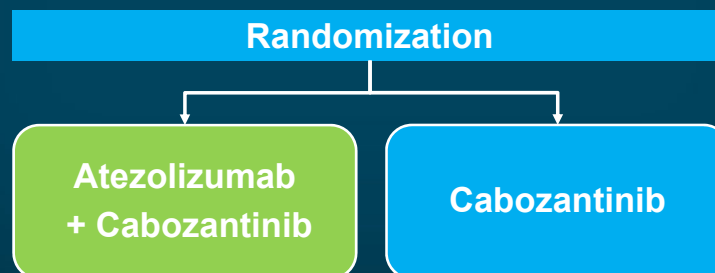 Randomization
Atezolizumab
+ Cabozantinib
Cabozantinib